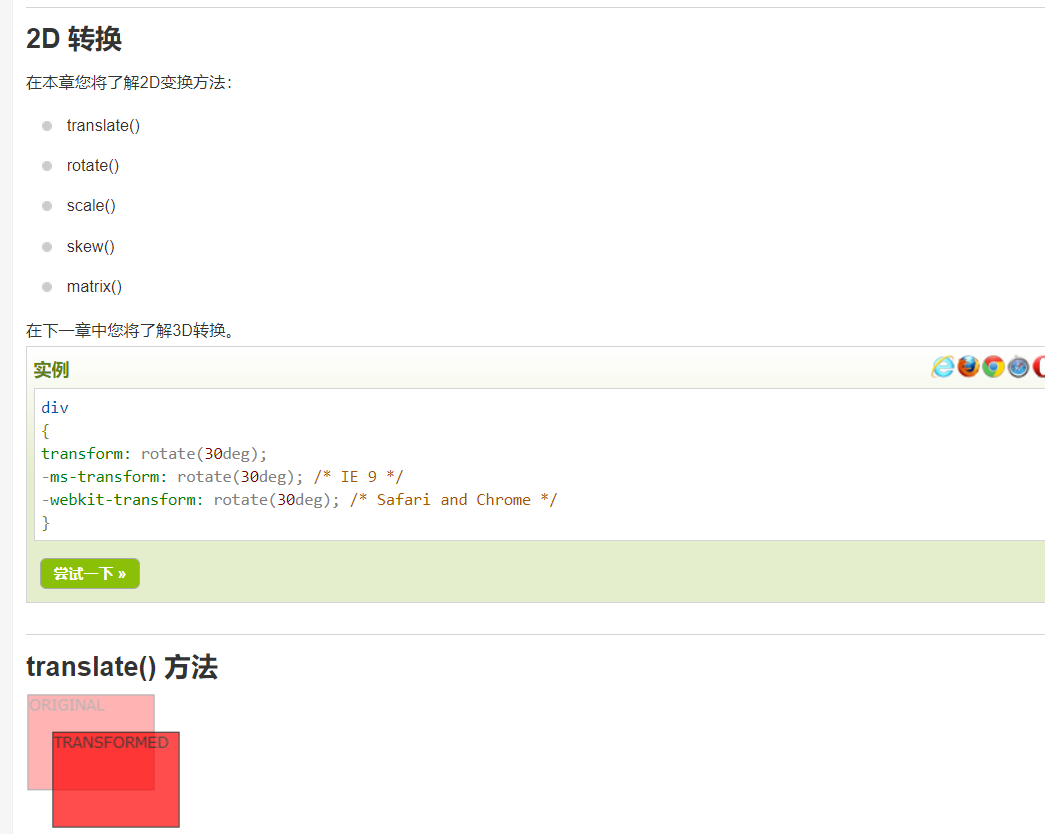 2D 转换
在本章您将了解2D变换方法：
translate()
rotate()
scale()
skew()
matrix()
在下一章中您将了解3D转换。
实例
div
{
transform: rotate(30deg);
-ms-transform: rotate(30deg); /* IE 9 */
-webkit-transform: rotate(30deg); /* Safari and Chrome */
}
尝试一下 »
translate() 方法
ORIGINAL
TRANSFORMED